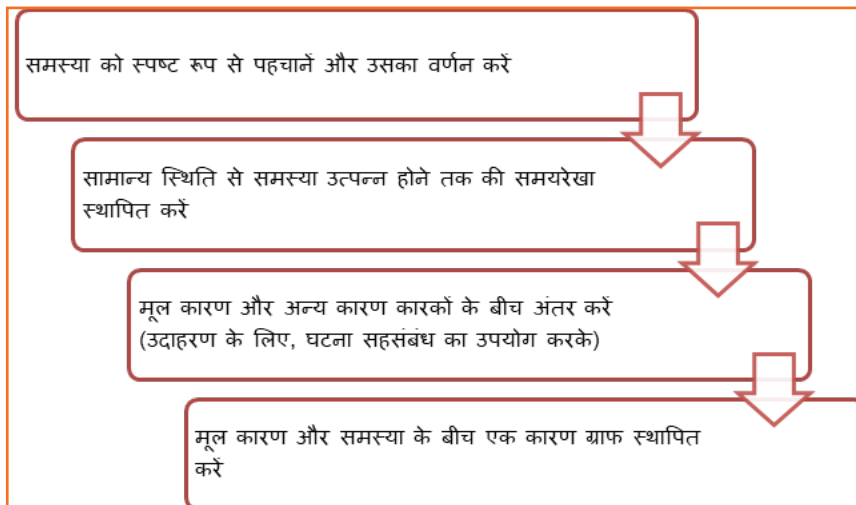 समस्या को स्पष्ट रूप से पहचानें और उसका वर्णन करें
सामान्य स्थिति से समस्या उत्पन्न होने तक की समयरेखा
स्थापित करें
मूल कारण और अन्य कारण कारकों के बीच अंतर करें
(उदाहरण के लिए, घटना सहसंबंध का उपयोग करके)
मूल कारण और समस्या के बीच एक कारण ग्राफ स्थापित
करें